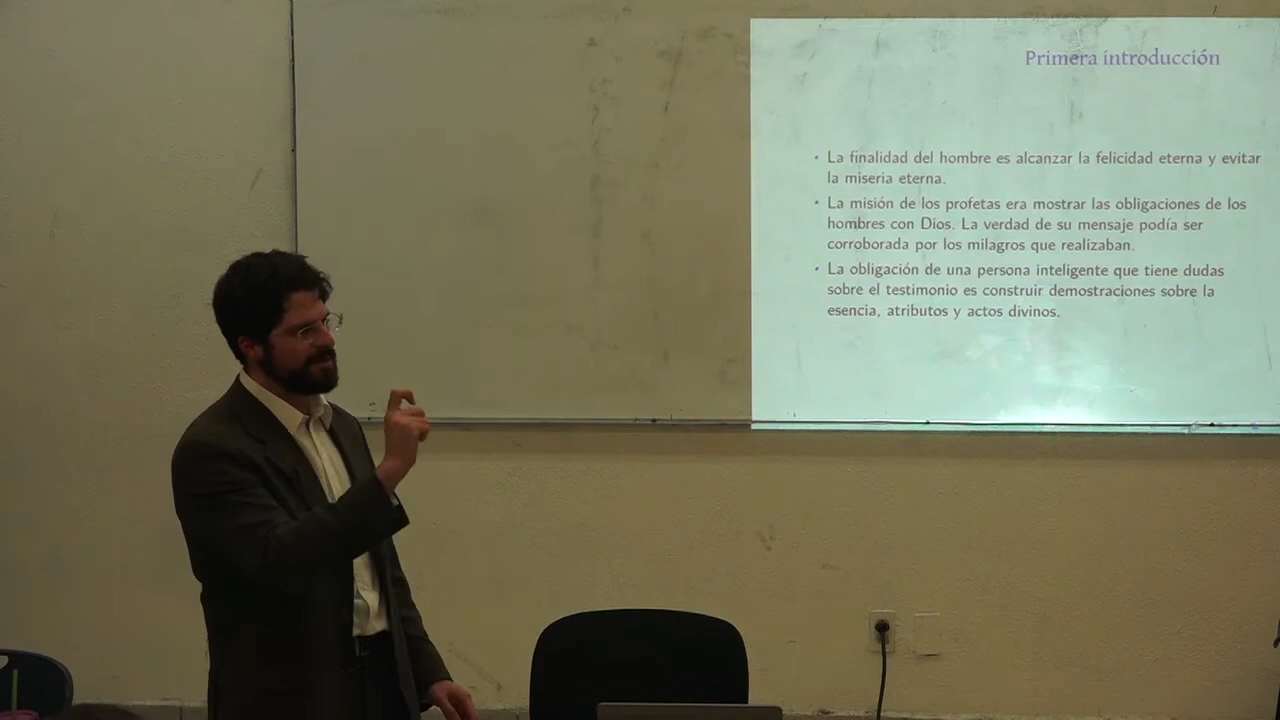 Primera introducción
• La finalidad del hombre es alcanzar la felicidad eterna y evitar
la miseria eterna.
• La misión de los profetas era mostrar las obligaciones de los
hombres con Dios. La verdad de su mensaje podía ser
corroborada por los milagros que realizaban.
• La obligación de una persona inteligente que tiene dudas
sobre el testimonio es construir demostraciones sobre la
esencia, atributos y actos divinos.